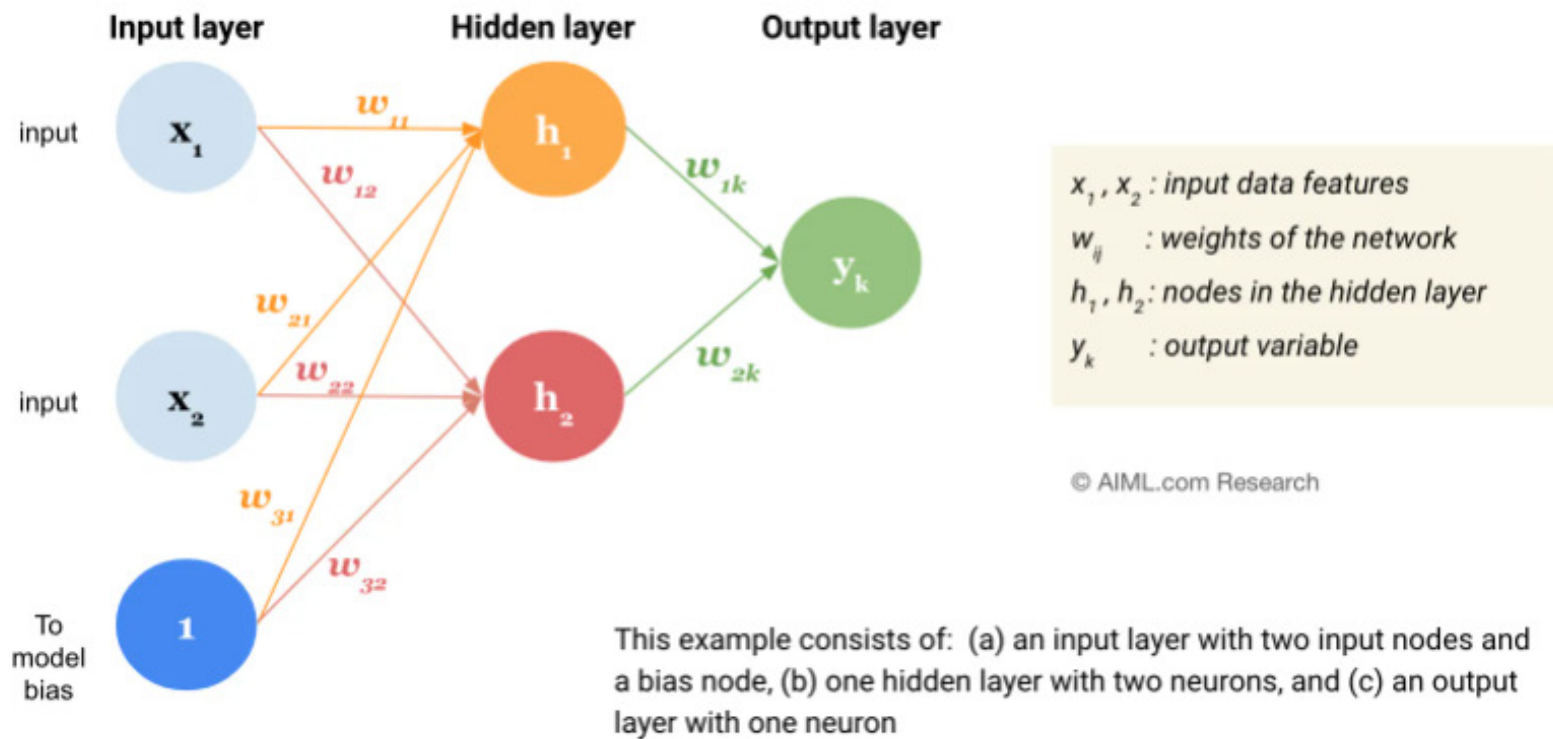 Input layer
Hidden layer
Output layer
input
x₁
w₁₁
h₁
w₁₂
w₁ₖ
x₁ , x₂ : input data features
wᵢⱼ : weights of the network
h₁ , h₂ : nodes in the hidden layer
yₖ : output variable
yₖ
w₂₁
w₂₂
w₂ₖ
input
x₂
h₂
© AIML.com Research
w₃₁
w₃₂
To
model
bias
1
This example consists of: (a) an input layer with two input nodes and
a bias node, (b) one hidden layer with two neurons, and (c) an output
layer with one neuron